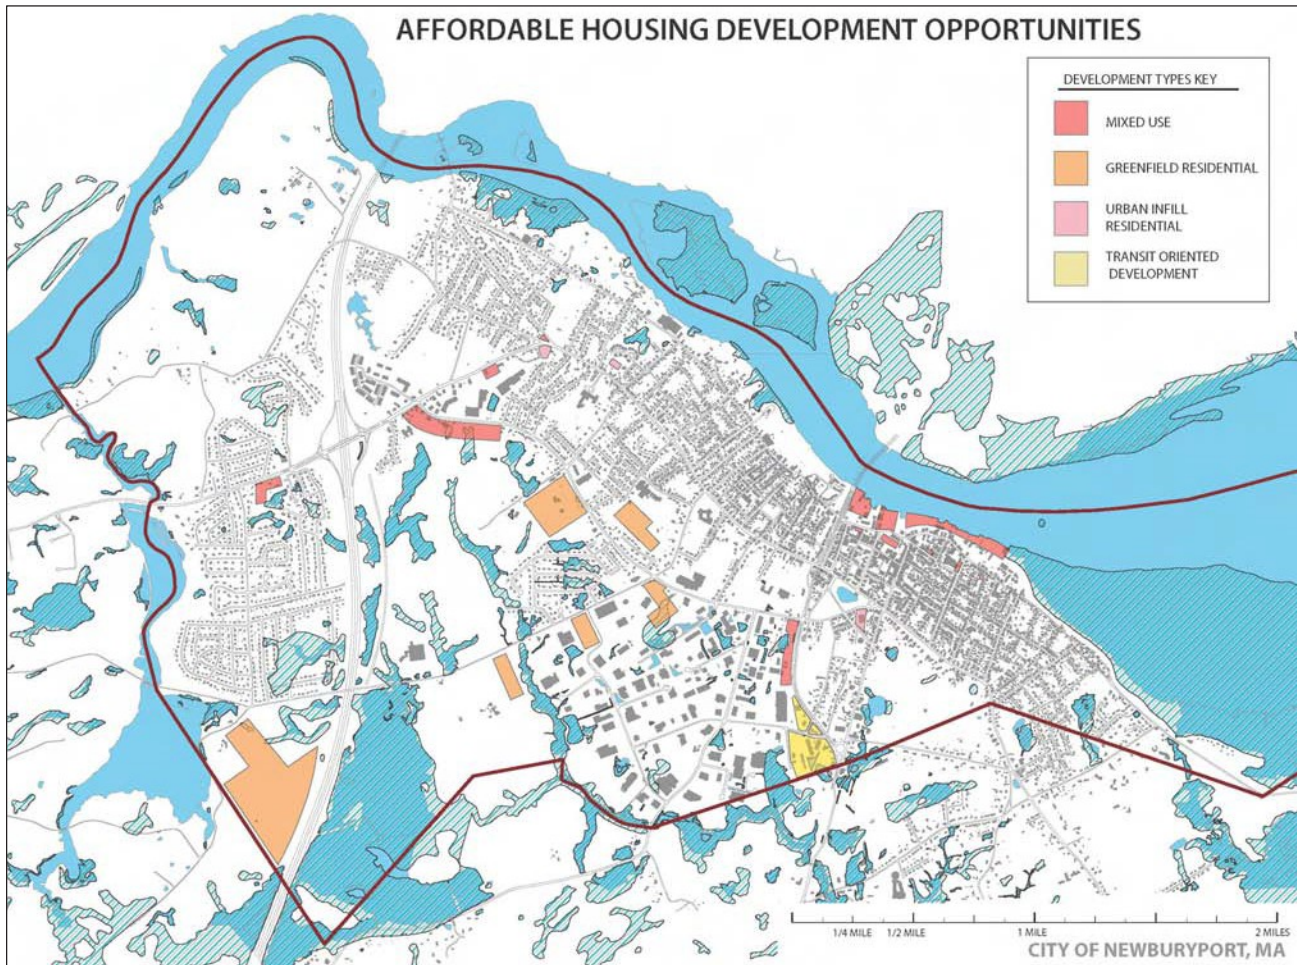 AFFORDABLE HOUSING DEVELOPMENT OPPORTUNITIES
DEVELOPMENT TYPES KEY
MIXED USE
GREENFIELD RESIDENTIAL
URBAN INFILL
RESIDENTIAL
TRANSIT ORIENTED
DEVELOPMENT
1/4 MILE 1/2 MILE 1 MILE 2 MILES
CITY OF NEWBURYPORT, MA